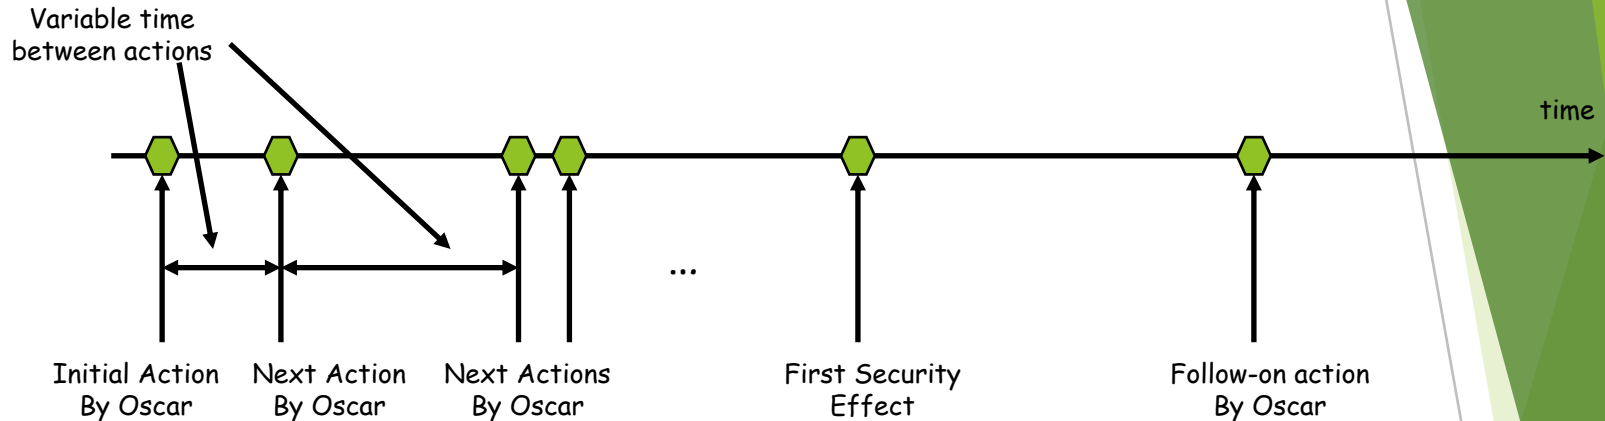 Variable time
between actions
time
...
Initial Action
By Oscar
Next Action
By Oscar
Next Actions
By Oscar
First Security
Effect
Follow-on action
By Oscar